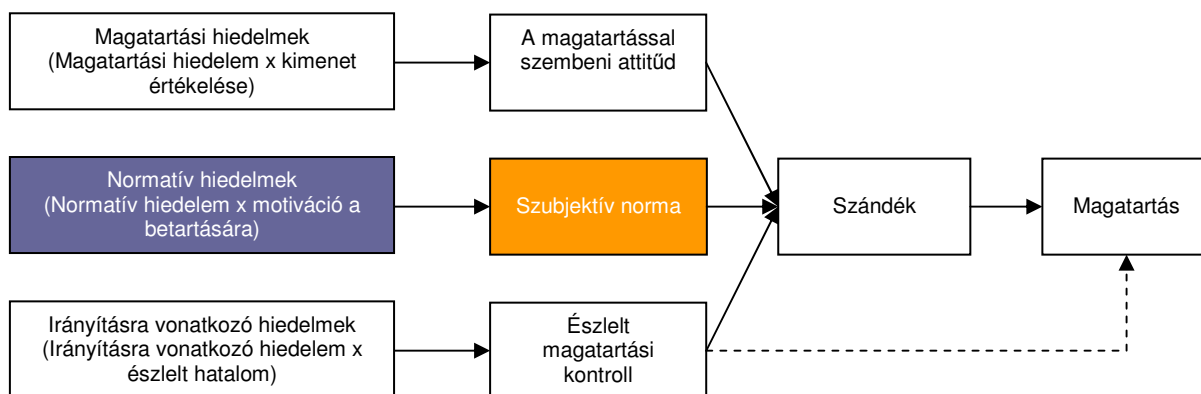 Magatartási hiedelmek
(Magatartási hiedelem x kimenet
értékelése)
A magatartással
szembeni attitűd
Normatív hiedelmek
(Normatív hiedelem x motiváció a
betartására)
Szubjektív norma
Szándék
Magatartás
Irányításra vonatkozó hiedelmek
(Irányításra vonatkozó hiedelem x
észlelt hatalom)
Észlelt
magatartási
kontroll